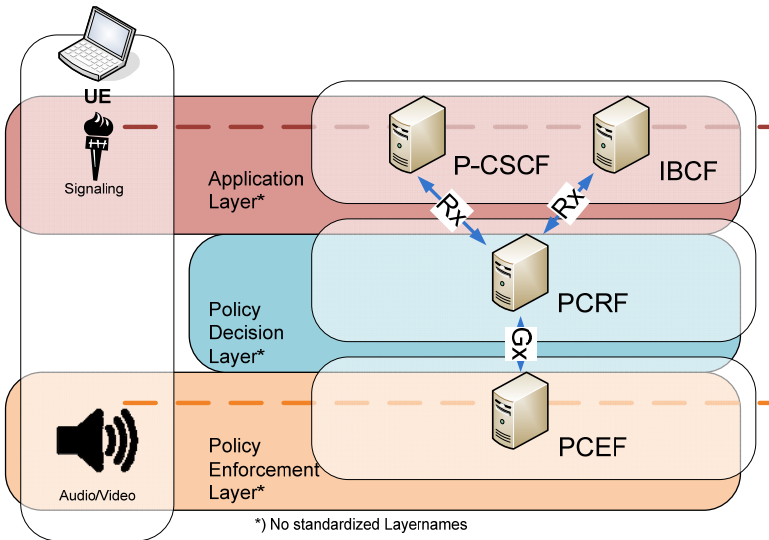 UE
Signaling
Application
Layer*
P-CSCF
IBCF
Rx
Rx
Policy
Decision
Layer*
PCRF
Gx
Policy
Enforcement
Layer*
PCEF
Audio/Video
*) No standardized Layernames